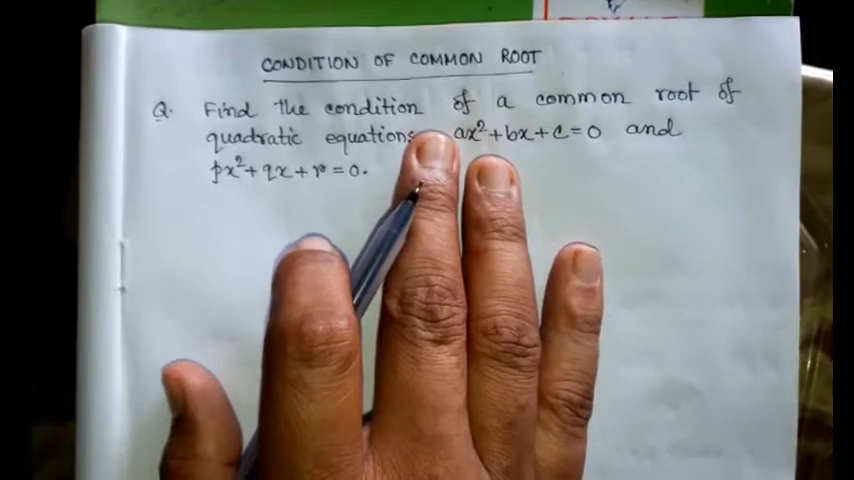 CONDITION OF COMMON ROOT
Q. Find the condition of a common root of
quadratic equations ax²+bx+c=0 and
px²+qx+r=0.